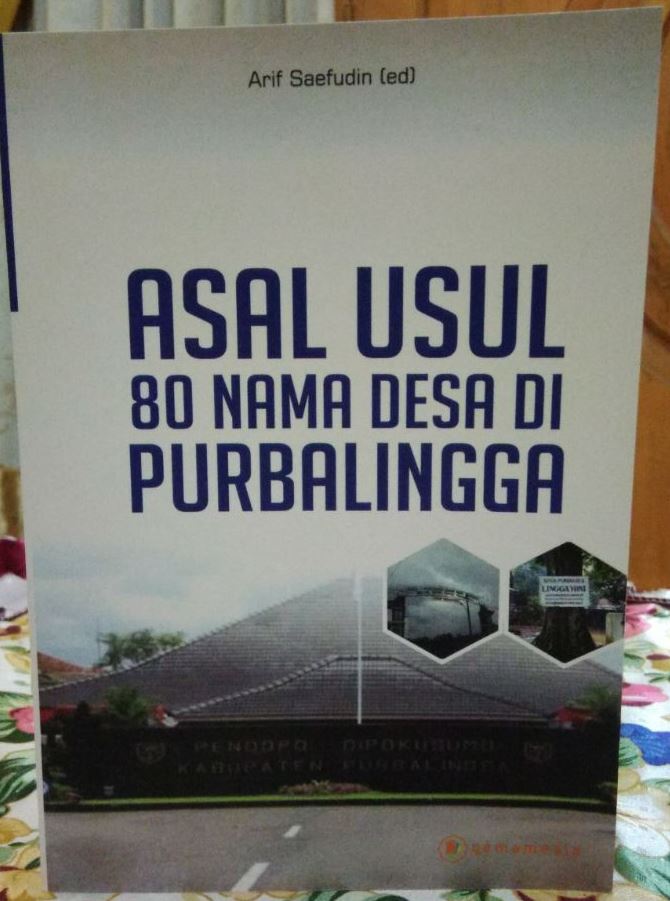 Arif Saefudin (ed)
ASAL USUL
80 NAMA DESA DI
PURBALINGGA
LINGGA YONI
PENDOPO DIPOKUSUMO
KABUPATEN PURBALINGGA